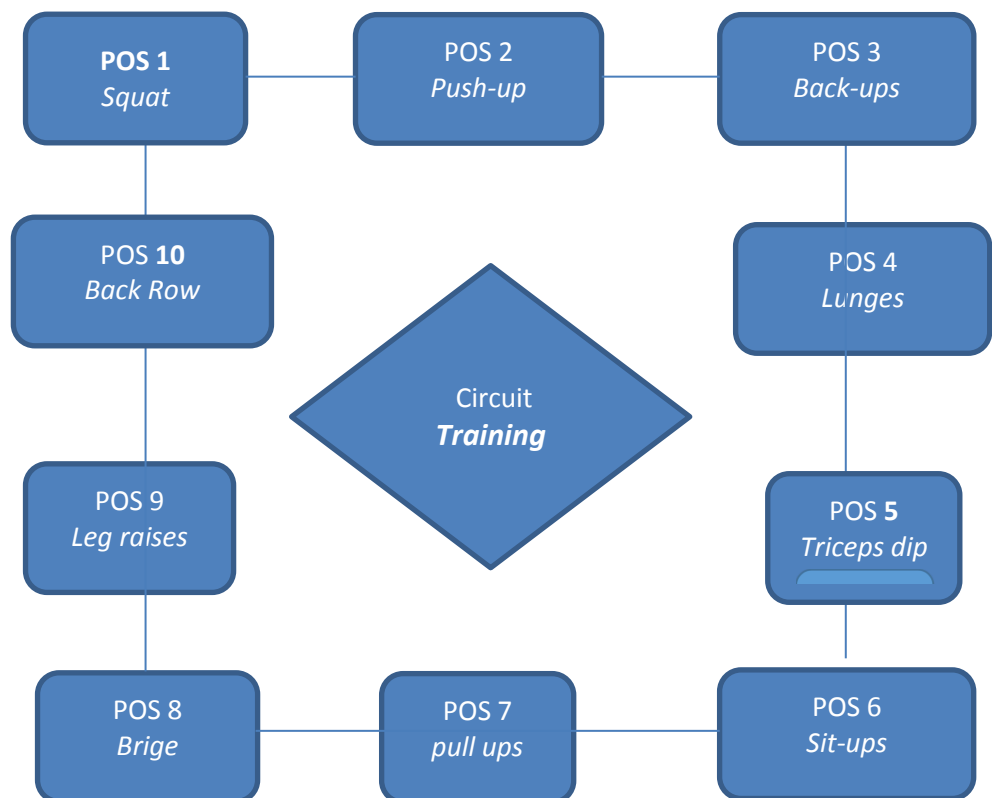 POS 1
Squat
POS 2
Push-up
POS 3
Back-ups
POS 10
Back Row
POS 4
Lunges
Circuit
Training
POS 9
Leg raises
POS 5
Triceps dip
POS 8
Brige
POS 7
pull ups
POS 6
Sit-ups